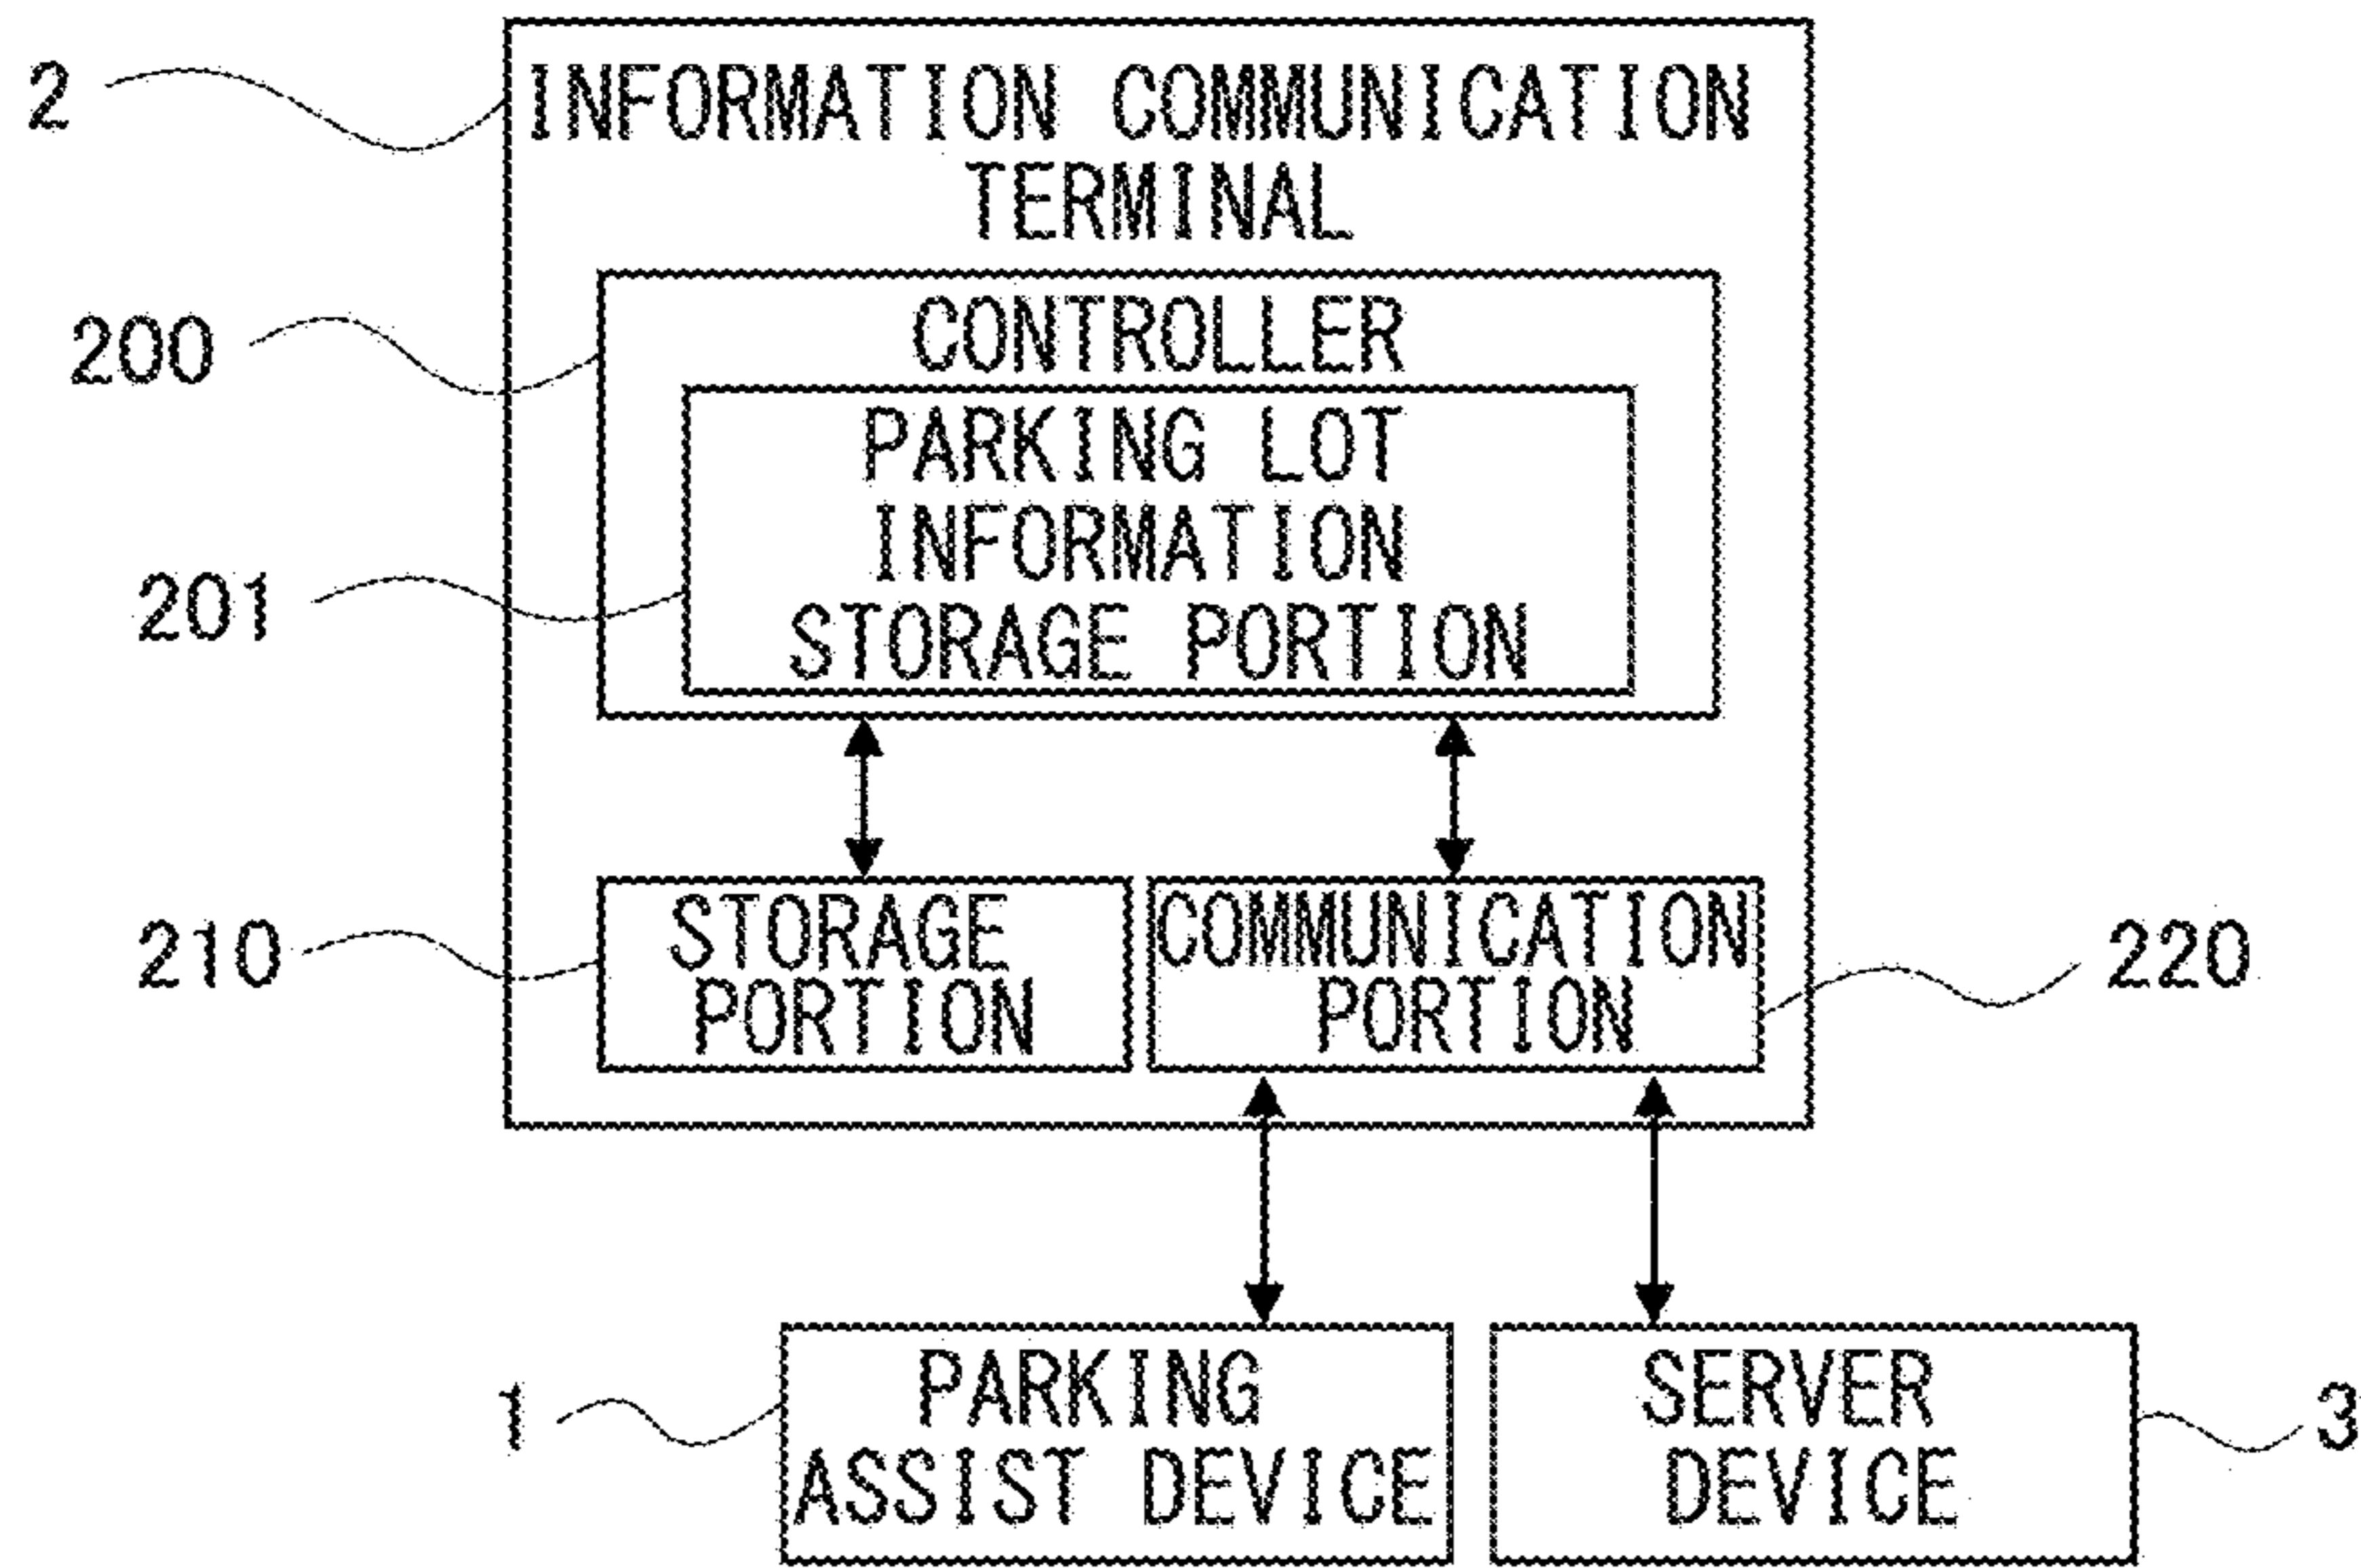 2
INFORMATION COMMUNICATION
TERMINAL
200
CONTROLLER
PARKING LOT
INFORMATION
201
STORAGE PORTION
210
STORAGE
PORTION
COMMUNICATION
PORTION
220
1
PARKING
ASSIST DEVICE
SERVER
DEVICE
3